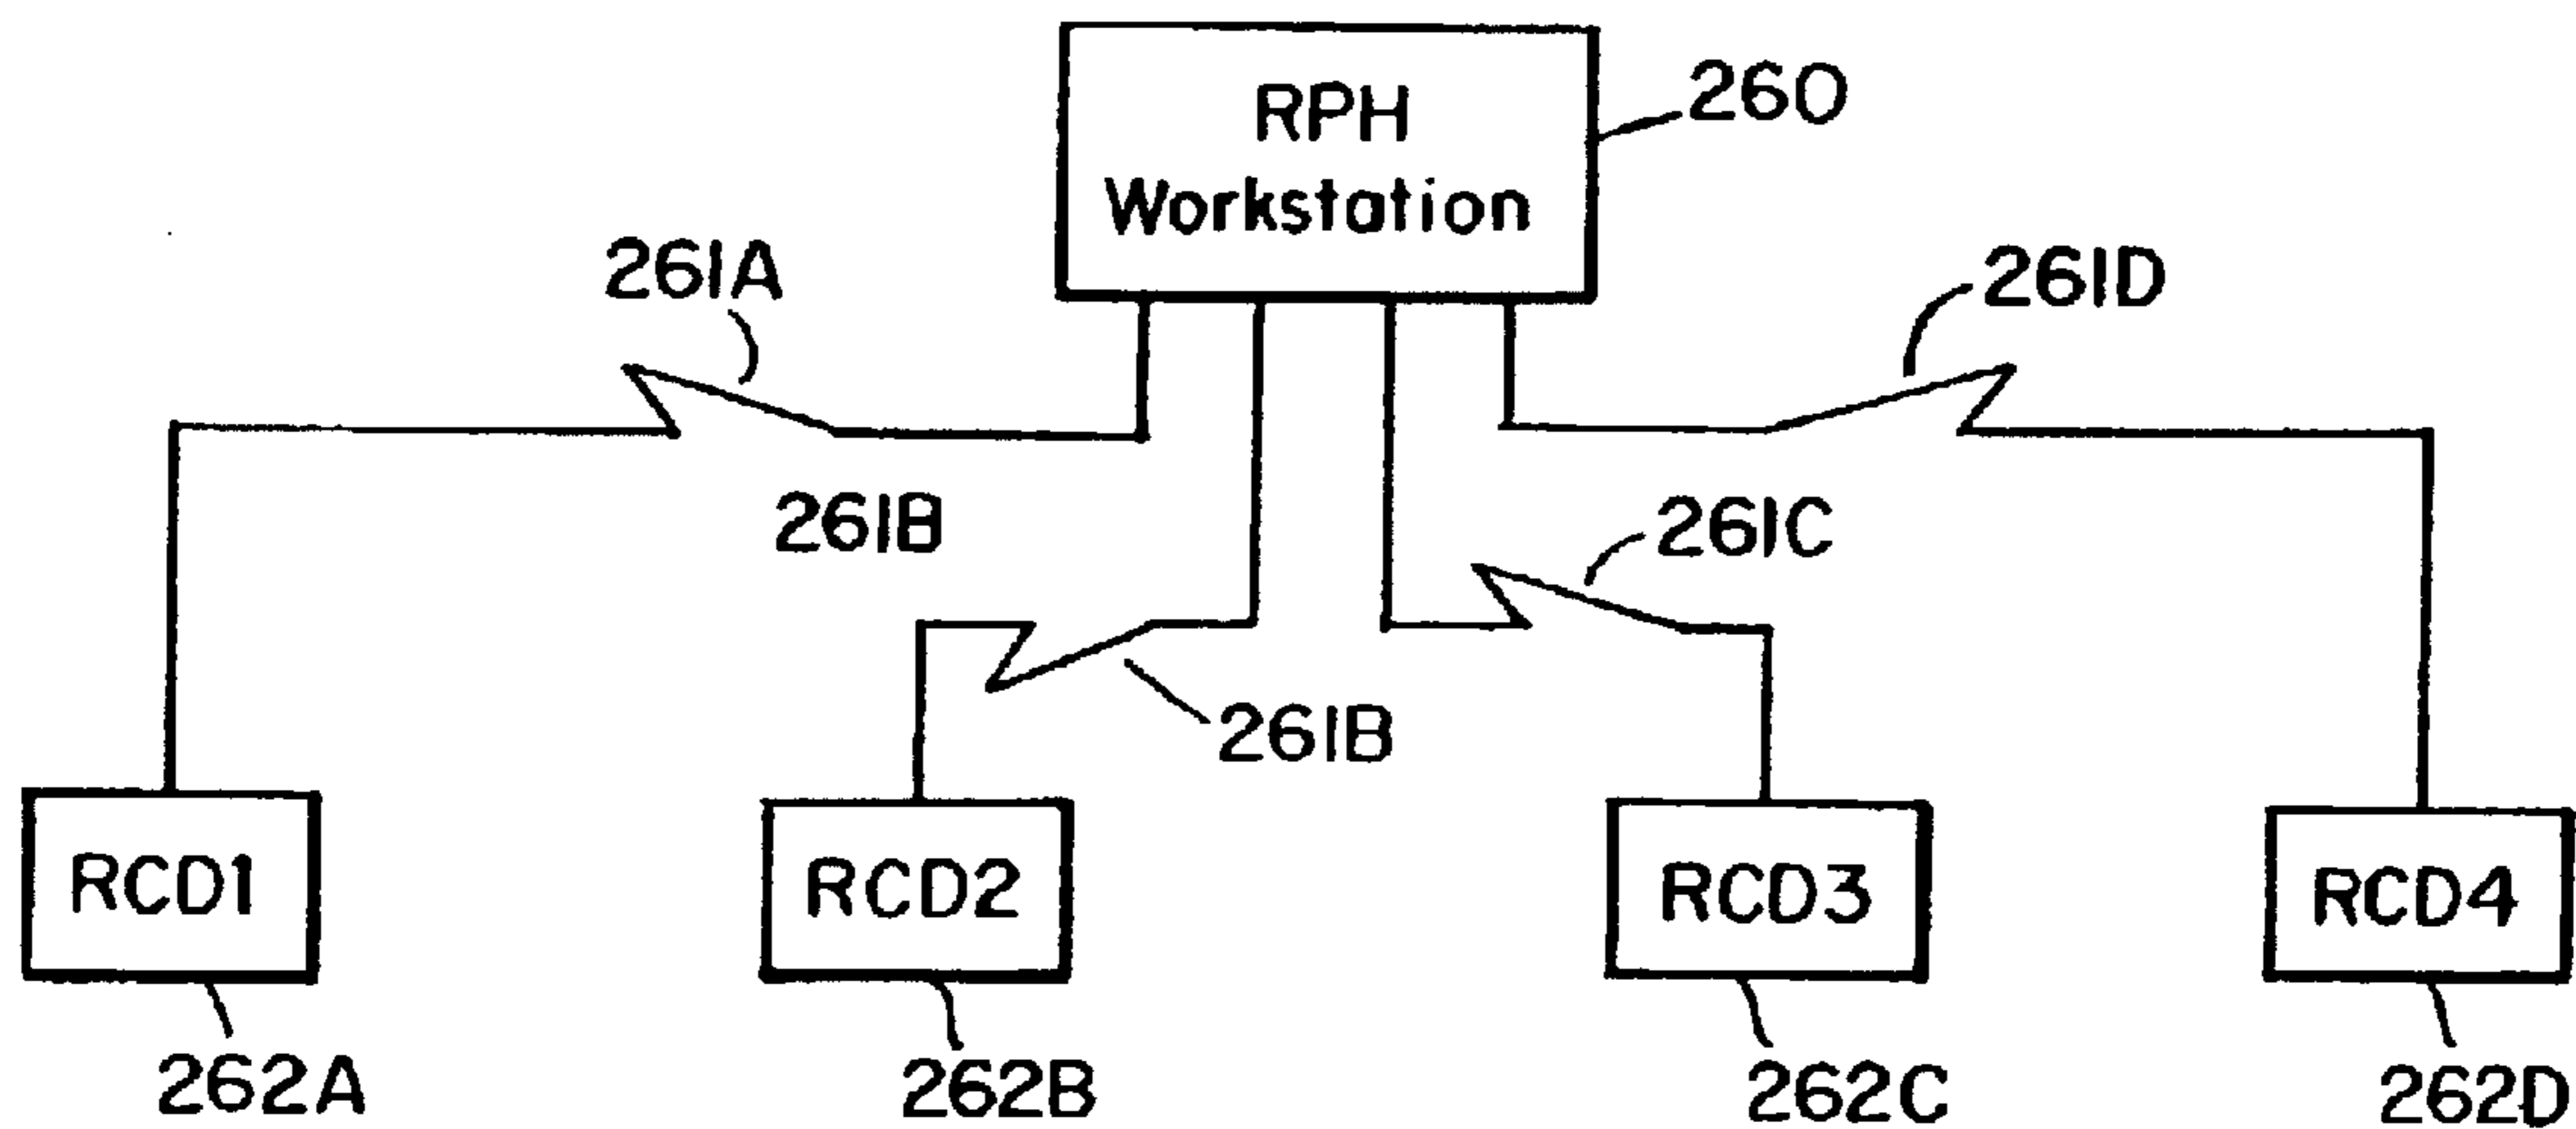 RPH
Workstation
260
261A
261D
261B
261C
261B
RCD1
RCD2
RCD3
RCD4
262A
262B
262C
262D